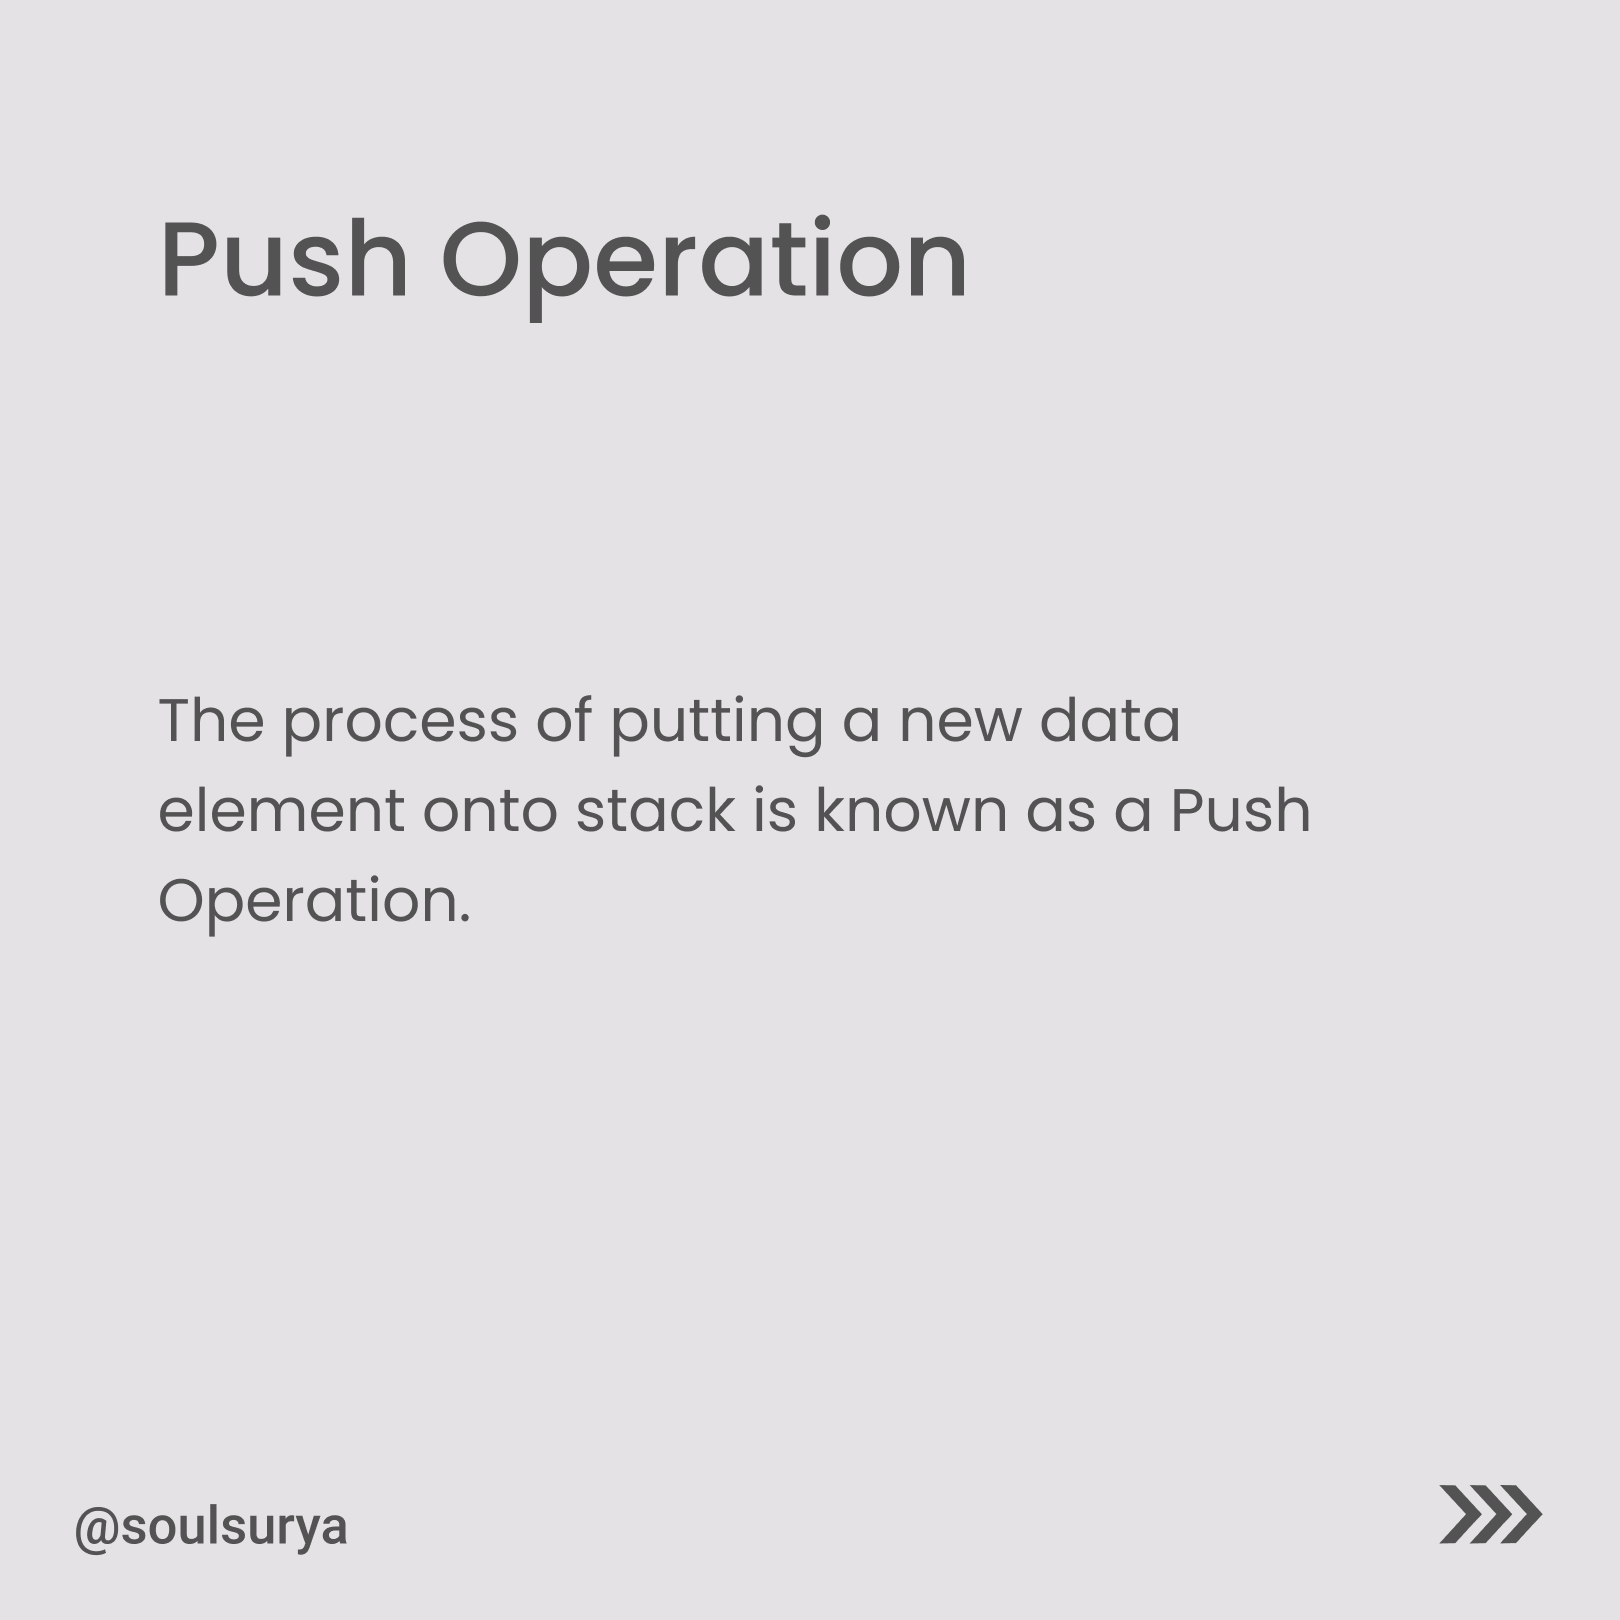 Push Operation
The process of putting a new data
element onto stack is known as a Push
Operation.
@soulsurya